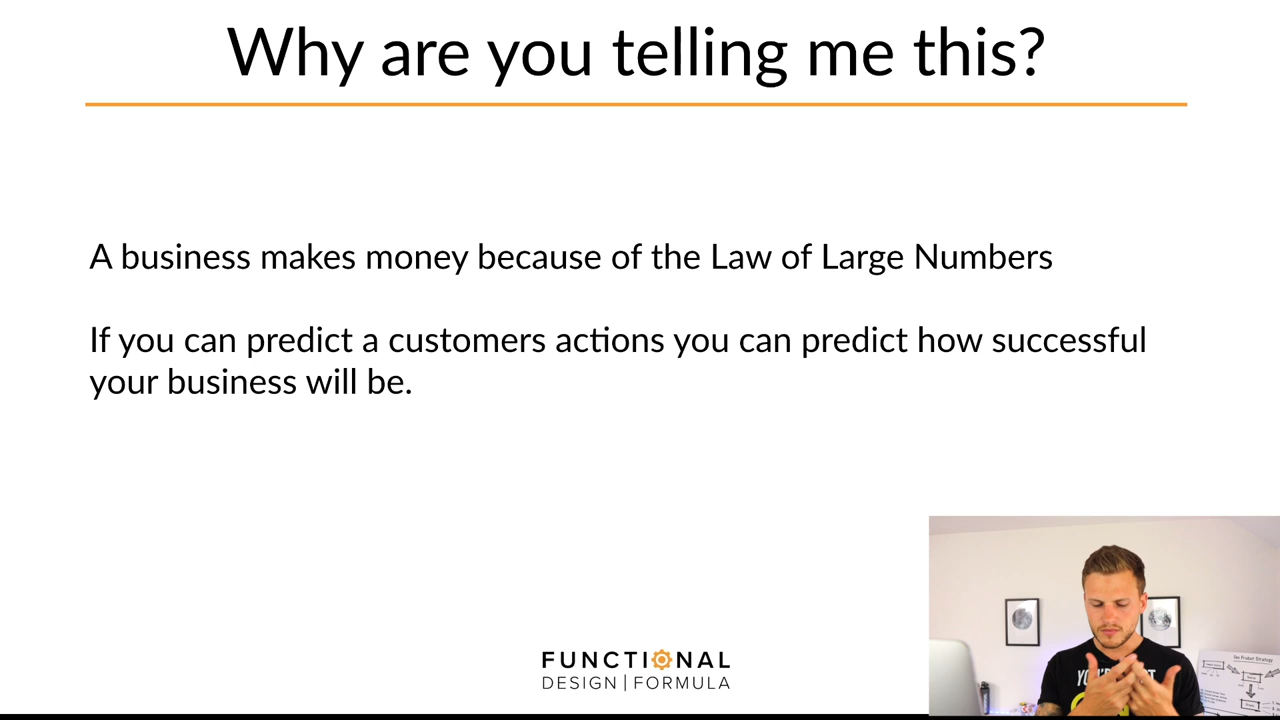 Why are you telling me this?
A business makes money because of the Law of Large Numbers
If you can predict a customers actions you can predict how successful
your business will be.
FUNCTIONAL
DESIGN | FORMULA